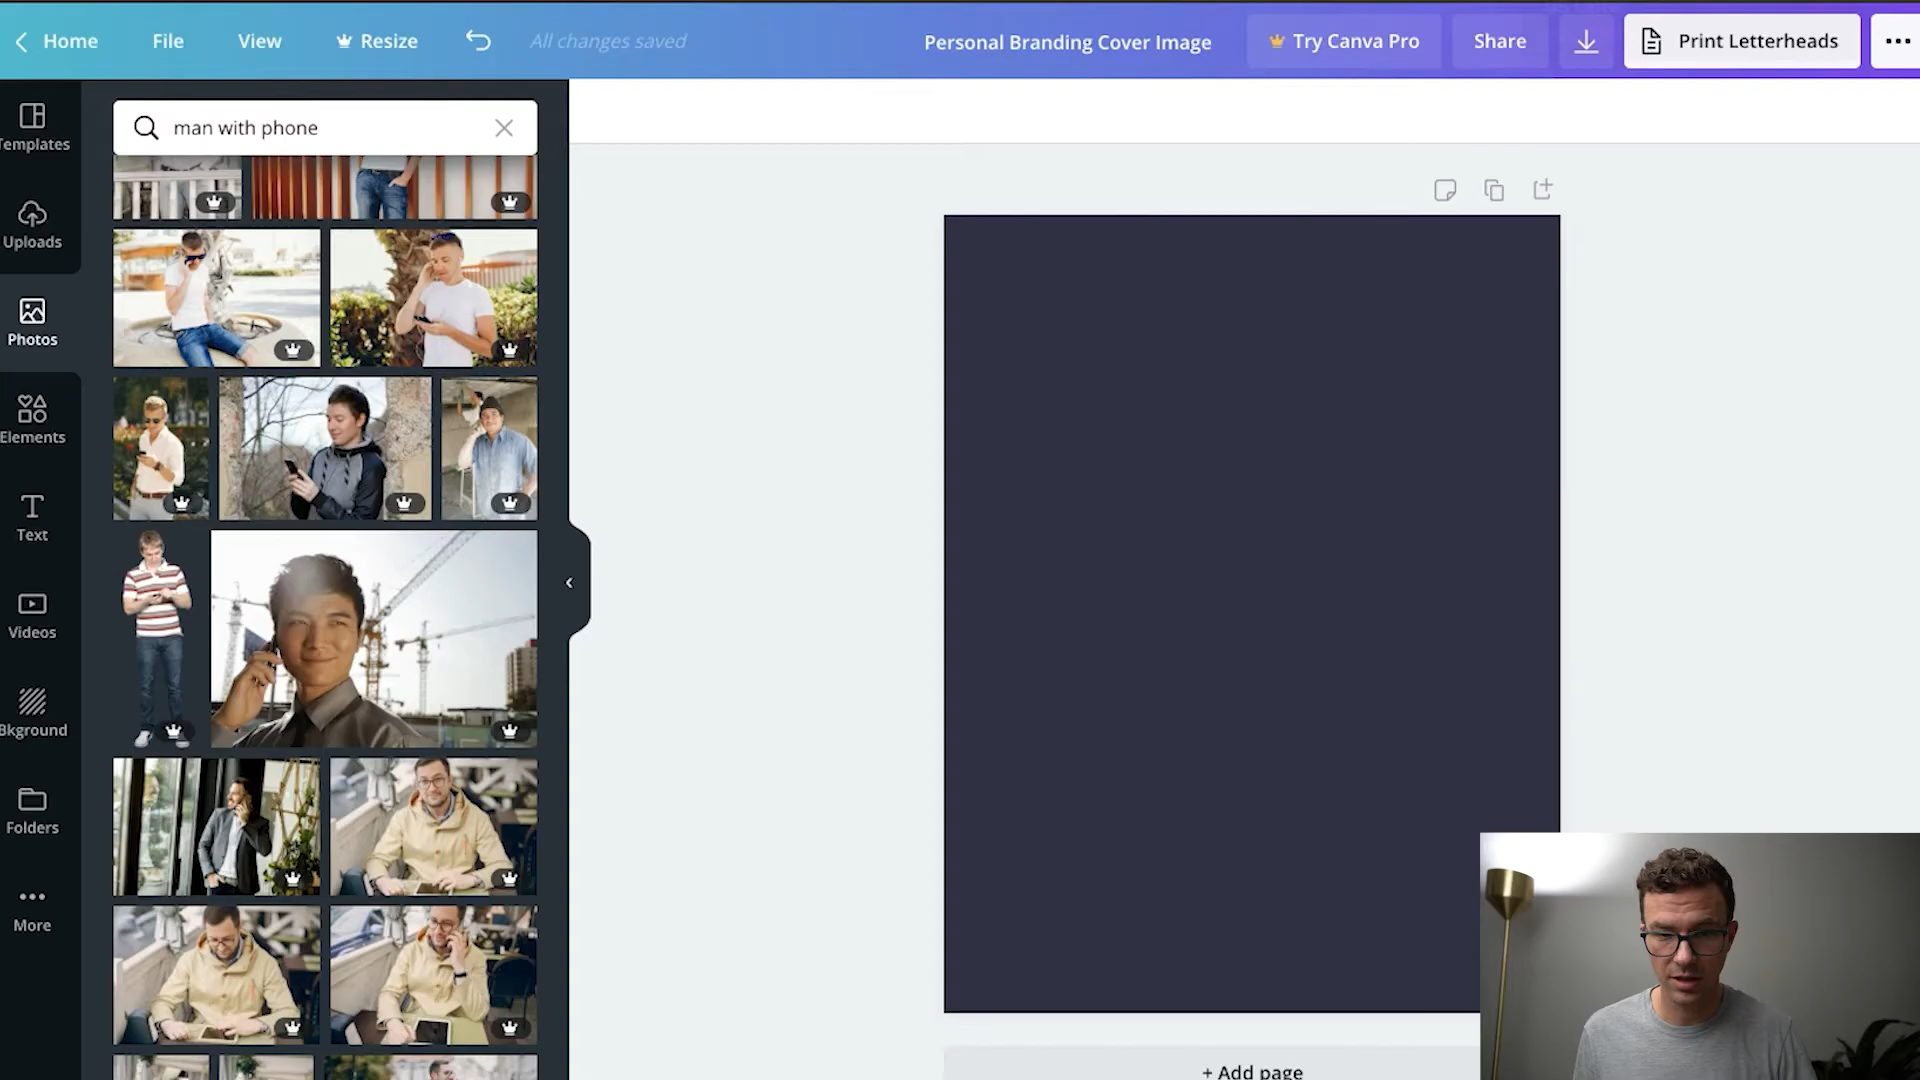 Home
File
View
Resize
All changes saved
Personal Branding Cover Image
Try Canva Pro
Share
Print Letterheads
man with phone
Templates
Uploads
Photos
Elements
Text
Videos
Bkground
Folders
More
+ Add page